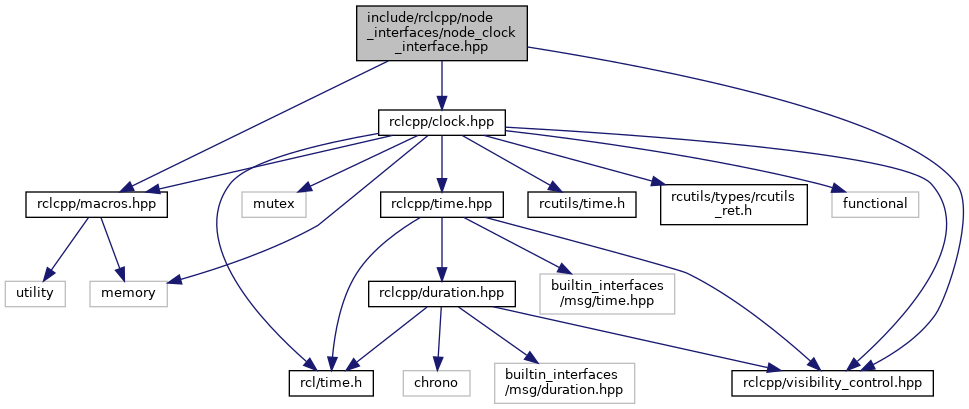 include/rclcpp/node
_interfaces/node_clock
_interface.hpp
rclcpp/clock.hpp
rclcpp/macros.hpp
mutex
rclcpp/time.hpp
rcutils/time.h
rcutils/types/rcutils
_ret.h
functional
utility
memory
rclcpp/duration.hpp
builtin_interfaces
/msg/time.hpp
rcl/time.h
chrono
builtin_interfaces
/msg/duration.hpp
rclcpp/visibility_control.hpp